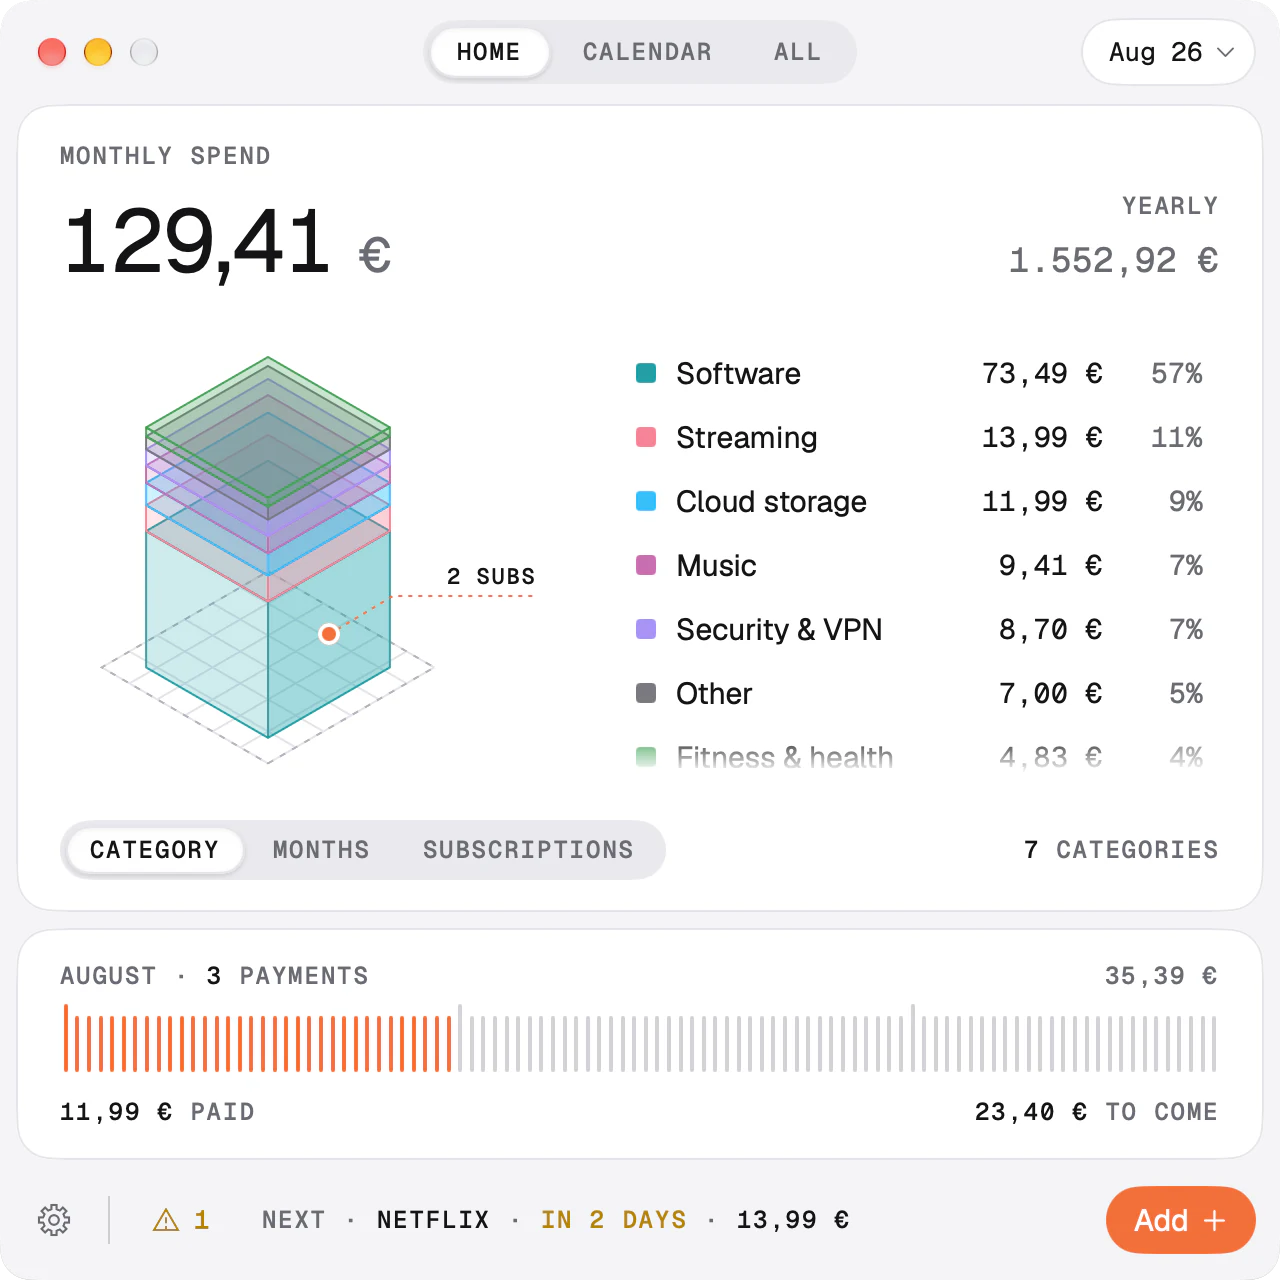 HOME CALENDAR ALL Aug 26
MONTHLY SPEND
129,41 €
YEARLY
1.552,92 €
Software 73,49 € 57%
Streaming 13,99 € 11%
Cloud storage 11,99 € 9%
Music 9,41 € 7%
Security & VPN 8,70 € 7%
Other 7,00 € 5%
Fitness & health 4,83 € 4%
2 SUBS
CATEGORY MONTHS SUBSCRIPTIONS 7 CATEGORIES
AUGUST · 3 PAYMENTS 35,39 €
11,99 € PAID 23,40 € TO COME
1 NEXT · NETFLIX · IN 2 DAYS · 13,99 € Add +